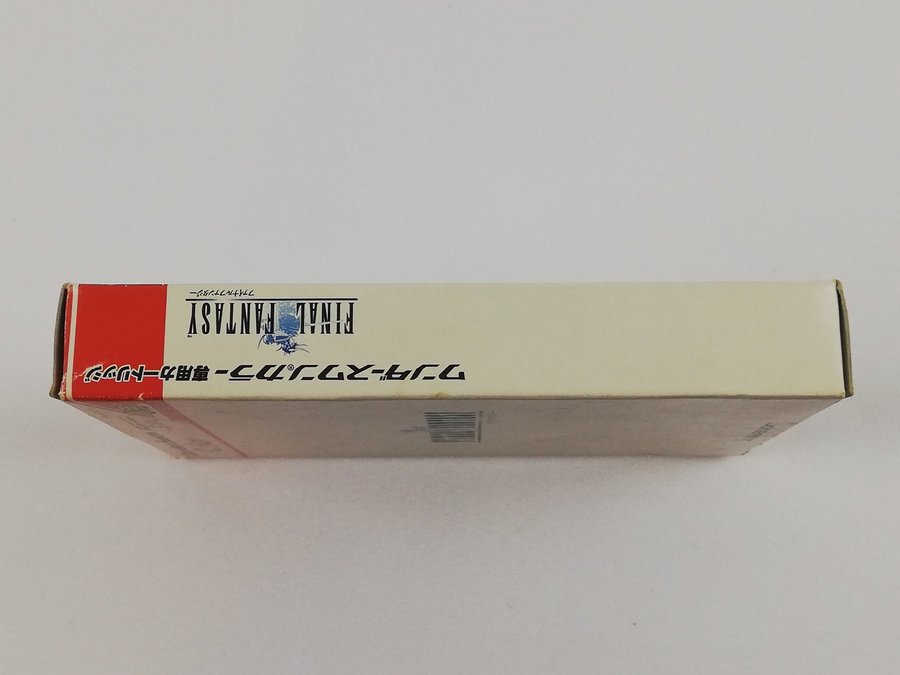 ワンダースワンカラー® 専用カートリッジ
FINAL FANTASY™
ファイナルファンタジー